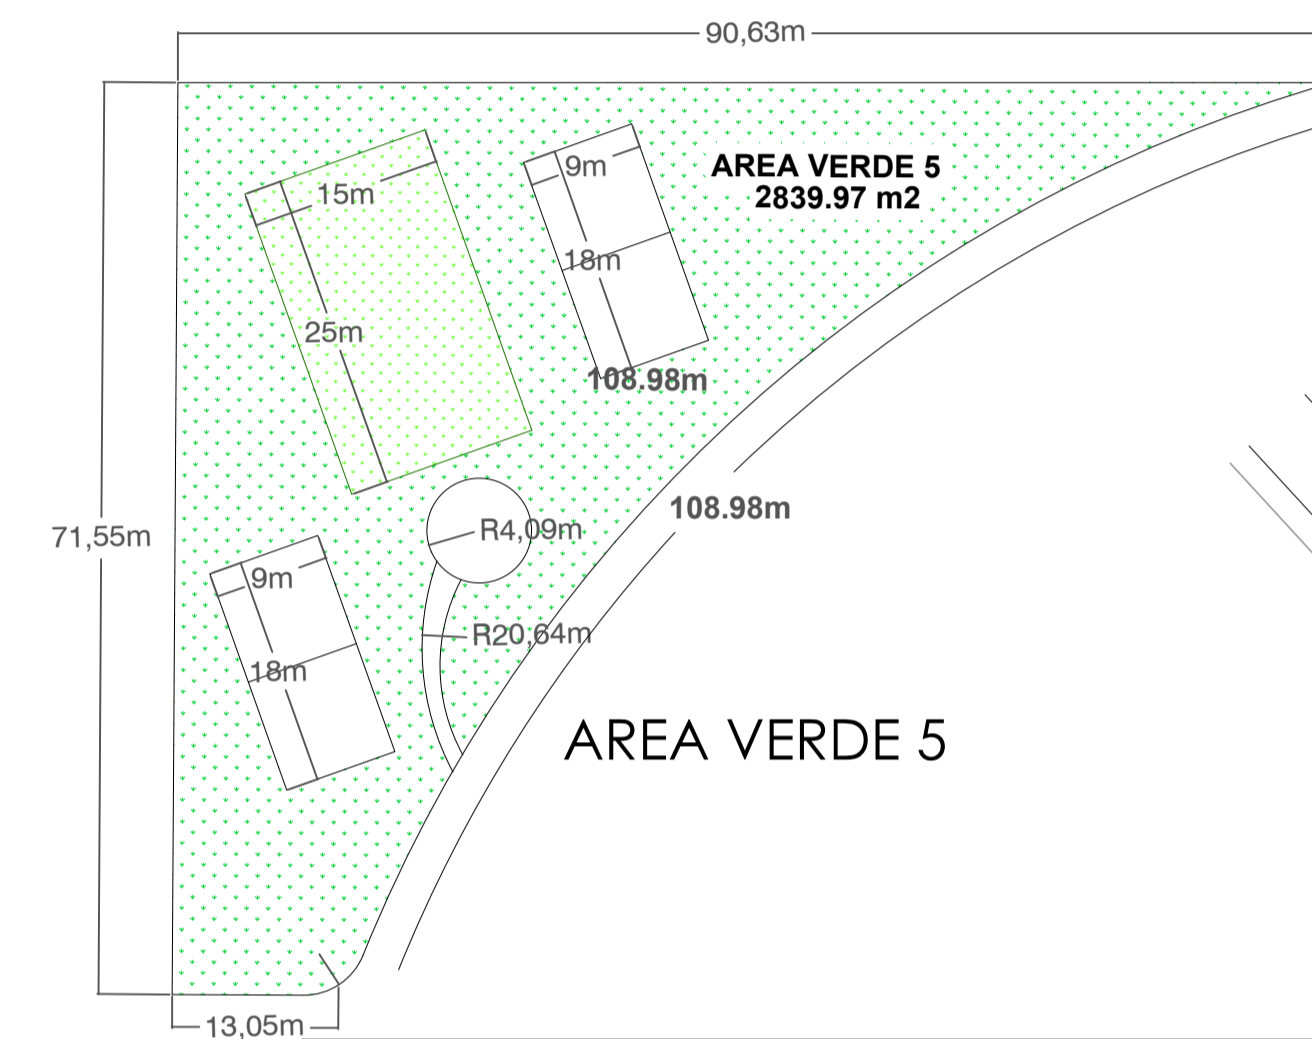 90,63m
AREA VERDE 5
2839.97 m2
9m
15m
18m
25m
108.98m
108.98m
R4,09m
71,55m
9m
R20,64m
18m
AREA VERDE 5
13,05m